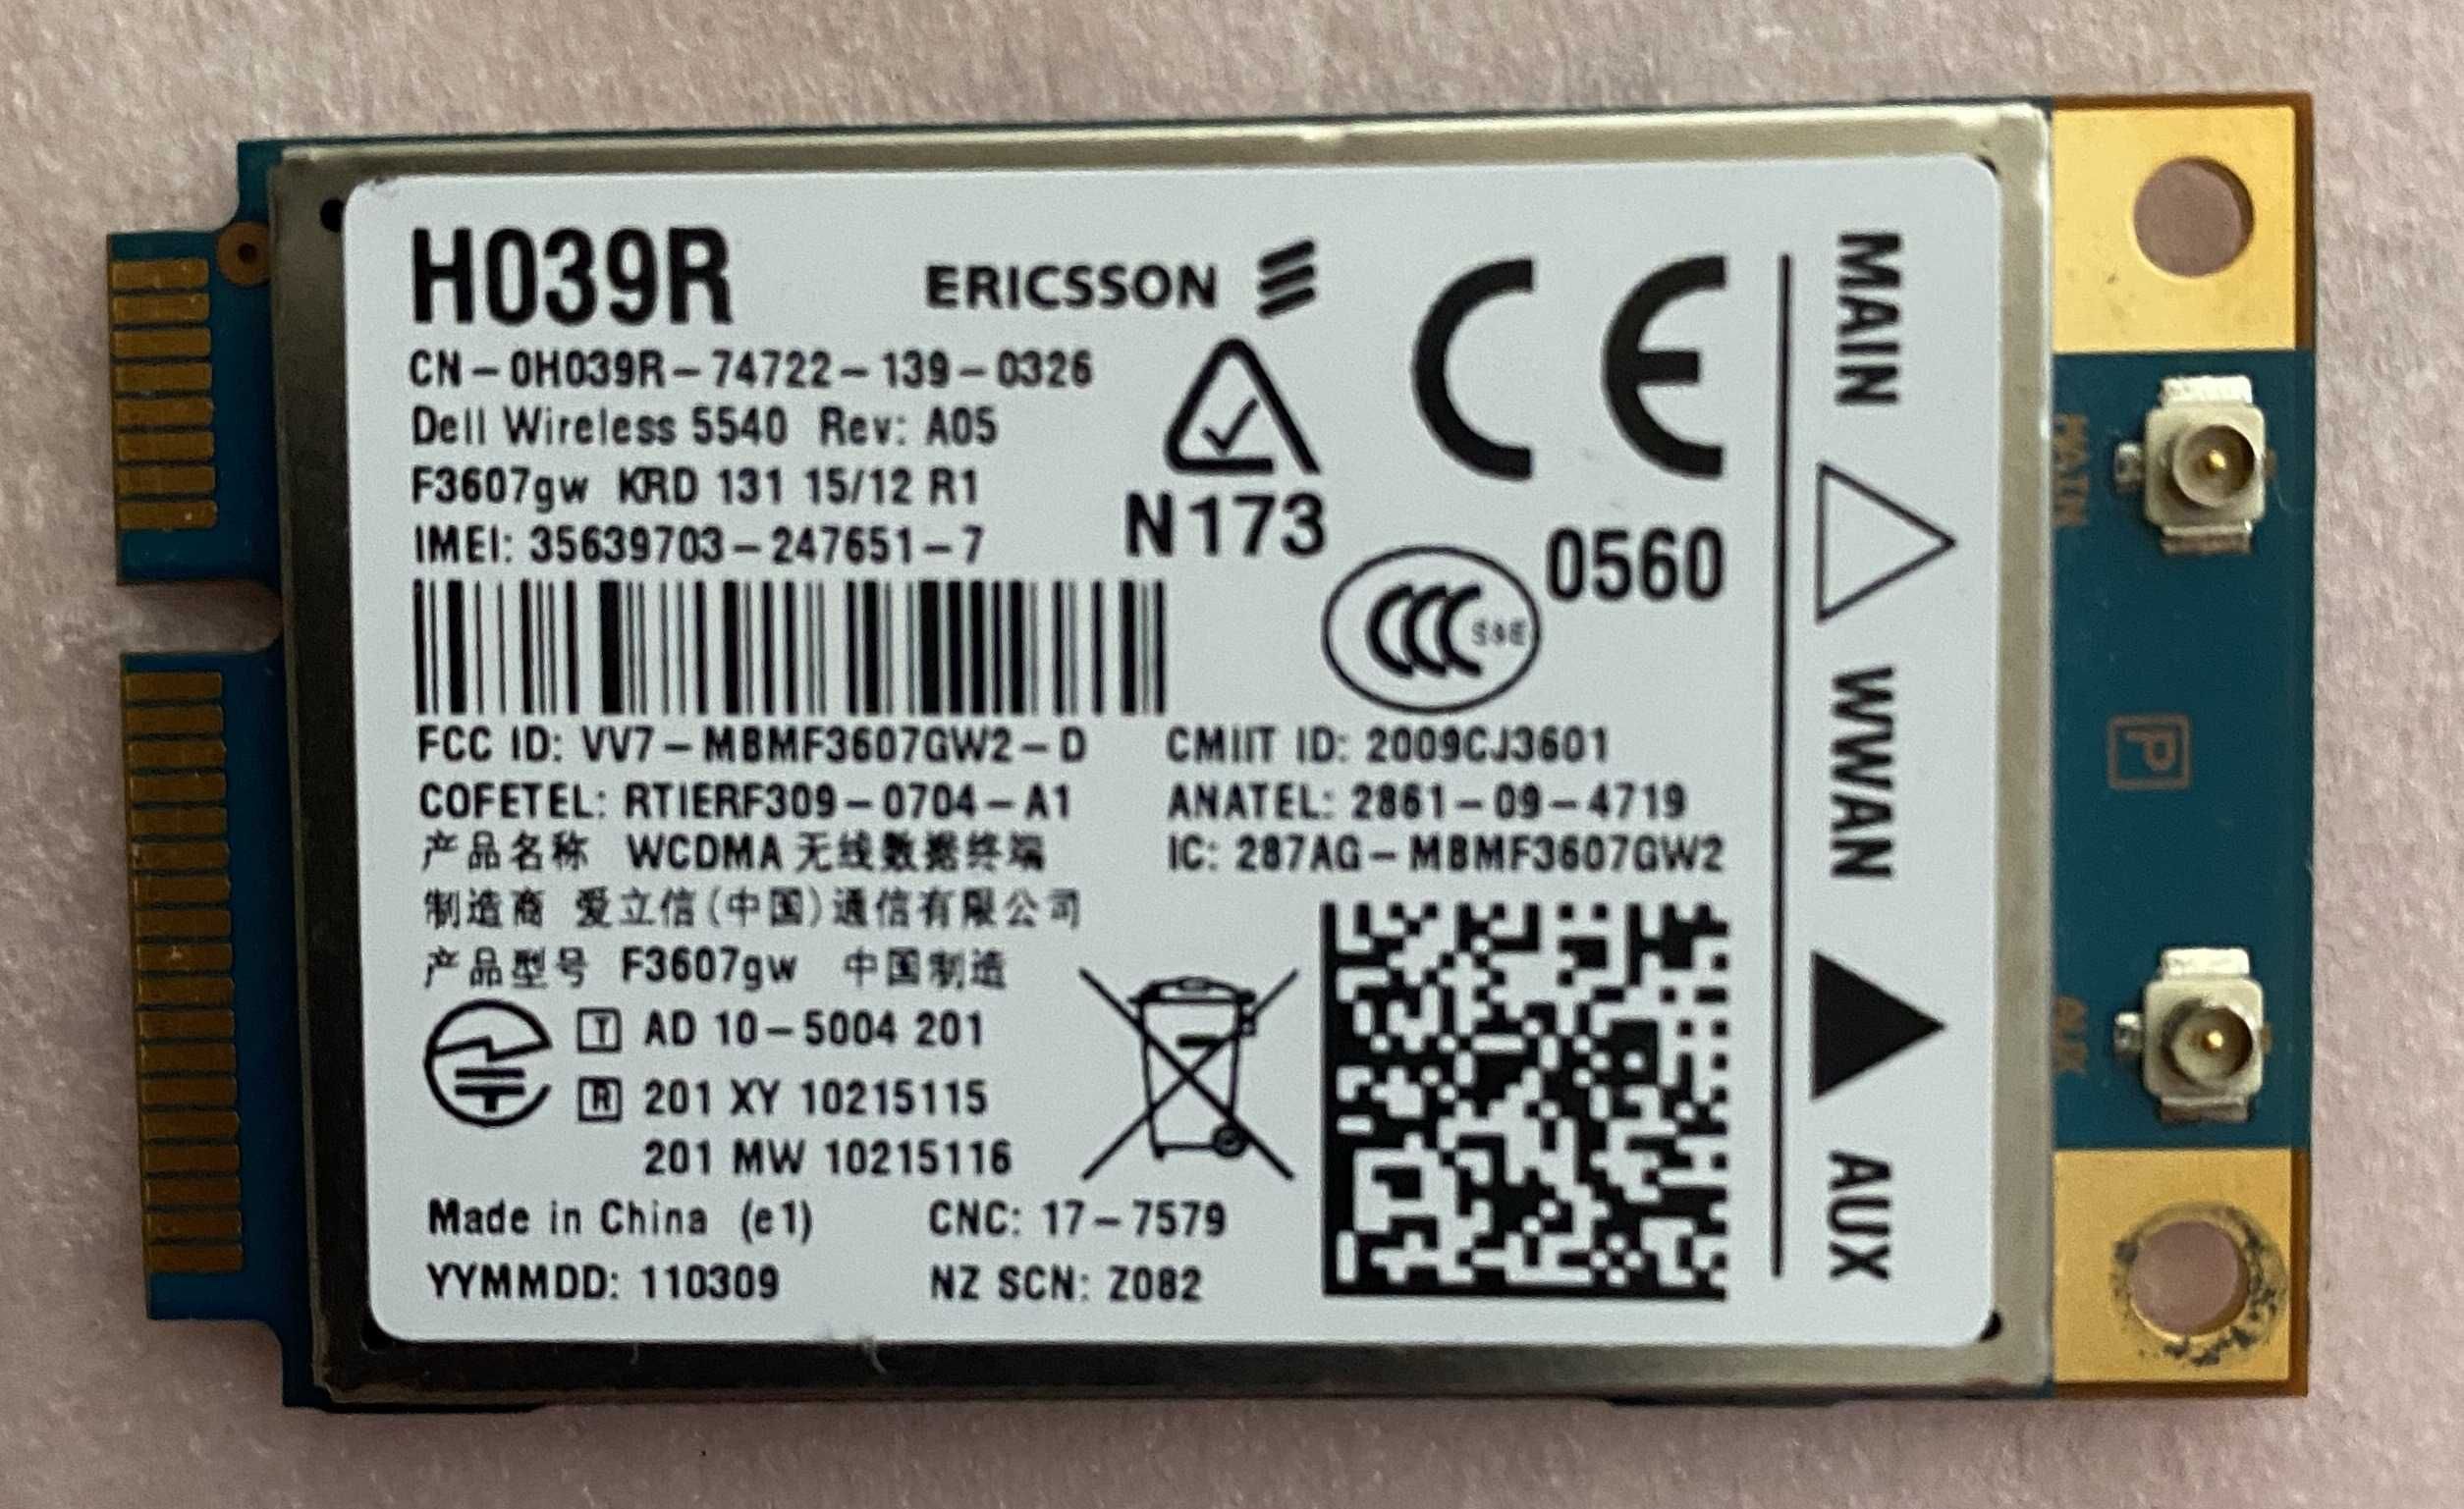 H039R
ERICSSON
CN-0H039R-74722-139-0326
Dell Wireless 5540 Rev: A05
F3607gw KRD 131 15/12 R1
IMEI: 35639703-247651-7
N173
CE
0560
CCC S&E
FCC ID: VV7-MBMF3607GW2-D
CMIIT ID: 2009CJ3601
COFETEL: RTIERF309-0704-A1
ANATEL: 2861-09-4719
产品名称 WCDMA 无线数据终端
IC: 287AG-MBMF3607GW2
制造商 爱立信(中国)通信有限公司
产品型号 F3607gw 中国制造
T AD 10-5004 201
R 201 XY 10215115
201 MW 10215116
Made in China (e1)
CNC: 17-7579
YYMMDD: 110309
NZ SCN: Z082
MAIN
WWAN
AUX
MAIN
P
AUX